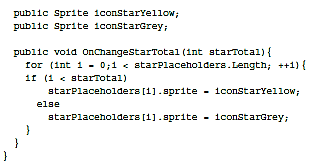 public Sprite iconStarYellow;
public Sprite iconStarGrey;
public void OnChangeStarTotal(int starTotal){
for (int i = 0;i < starPlaceholders.Length; ++i){
if (i < starTotal)
starPlaceholders[i].sprite = iconStarYellow;
else
starPlaceholders[i].sprite = iconStarGrey;
}
}
}